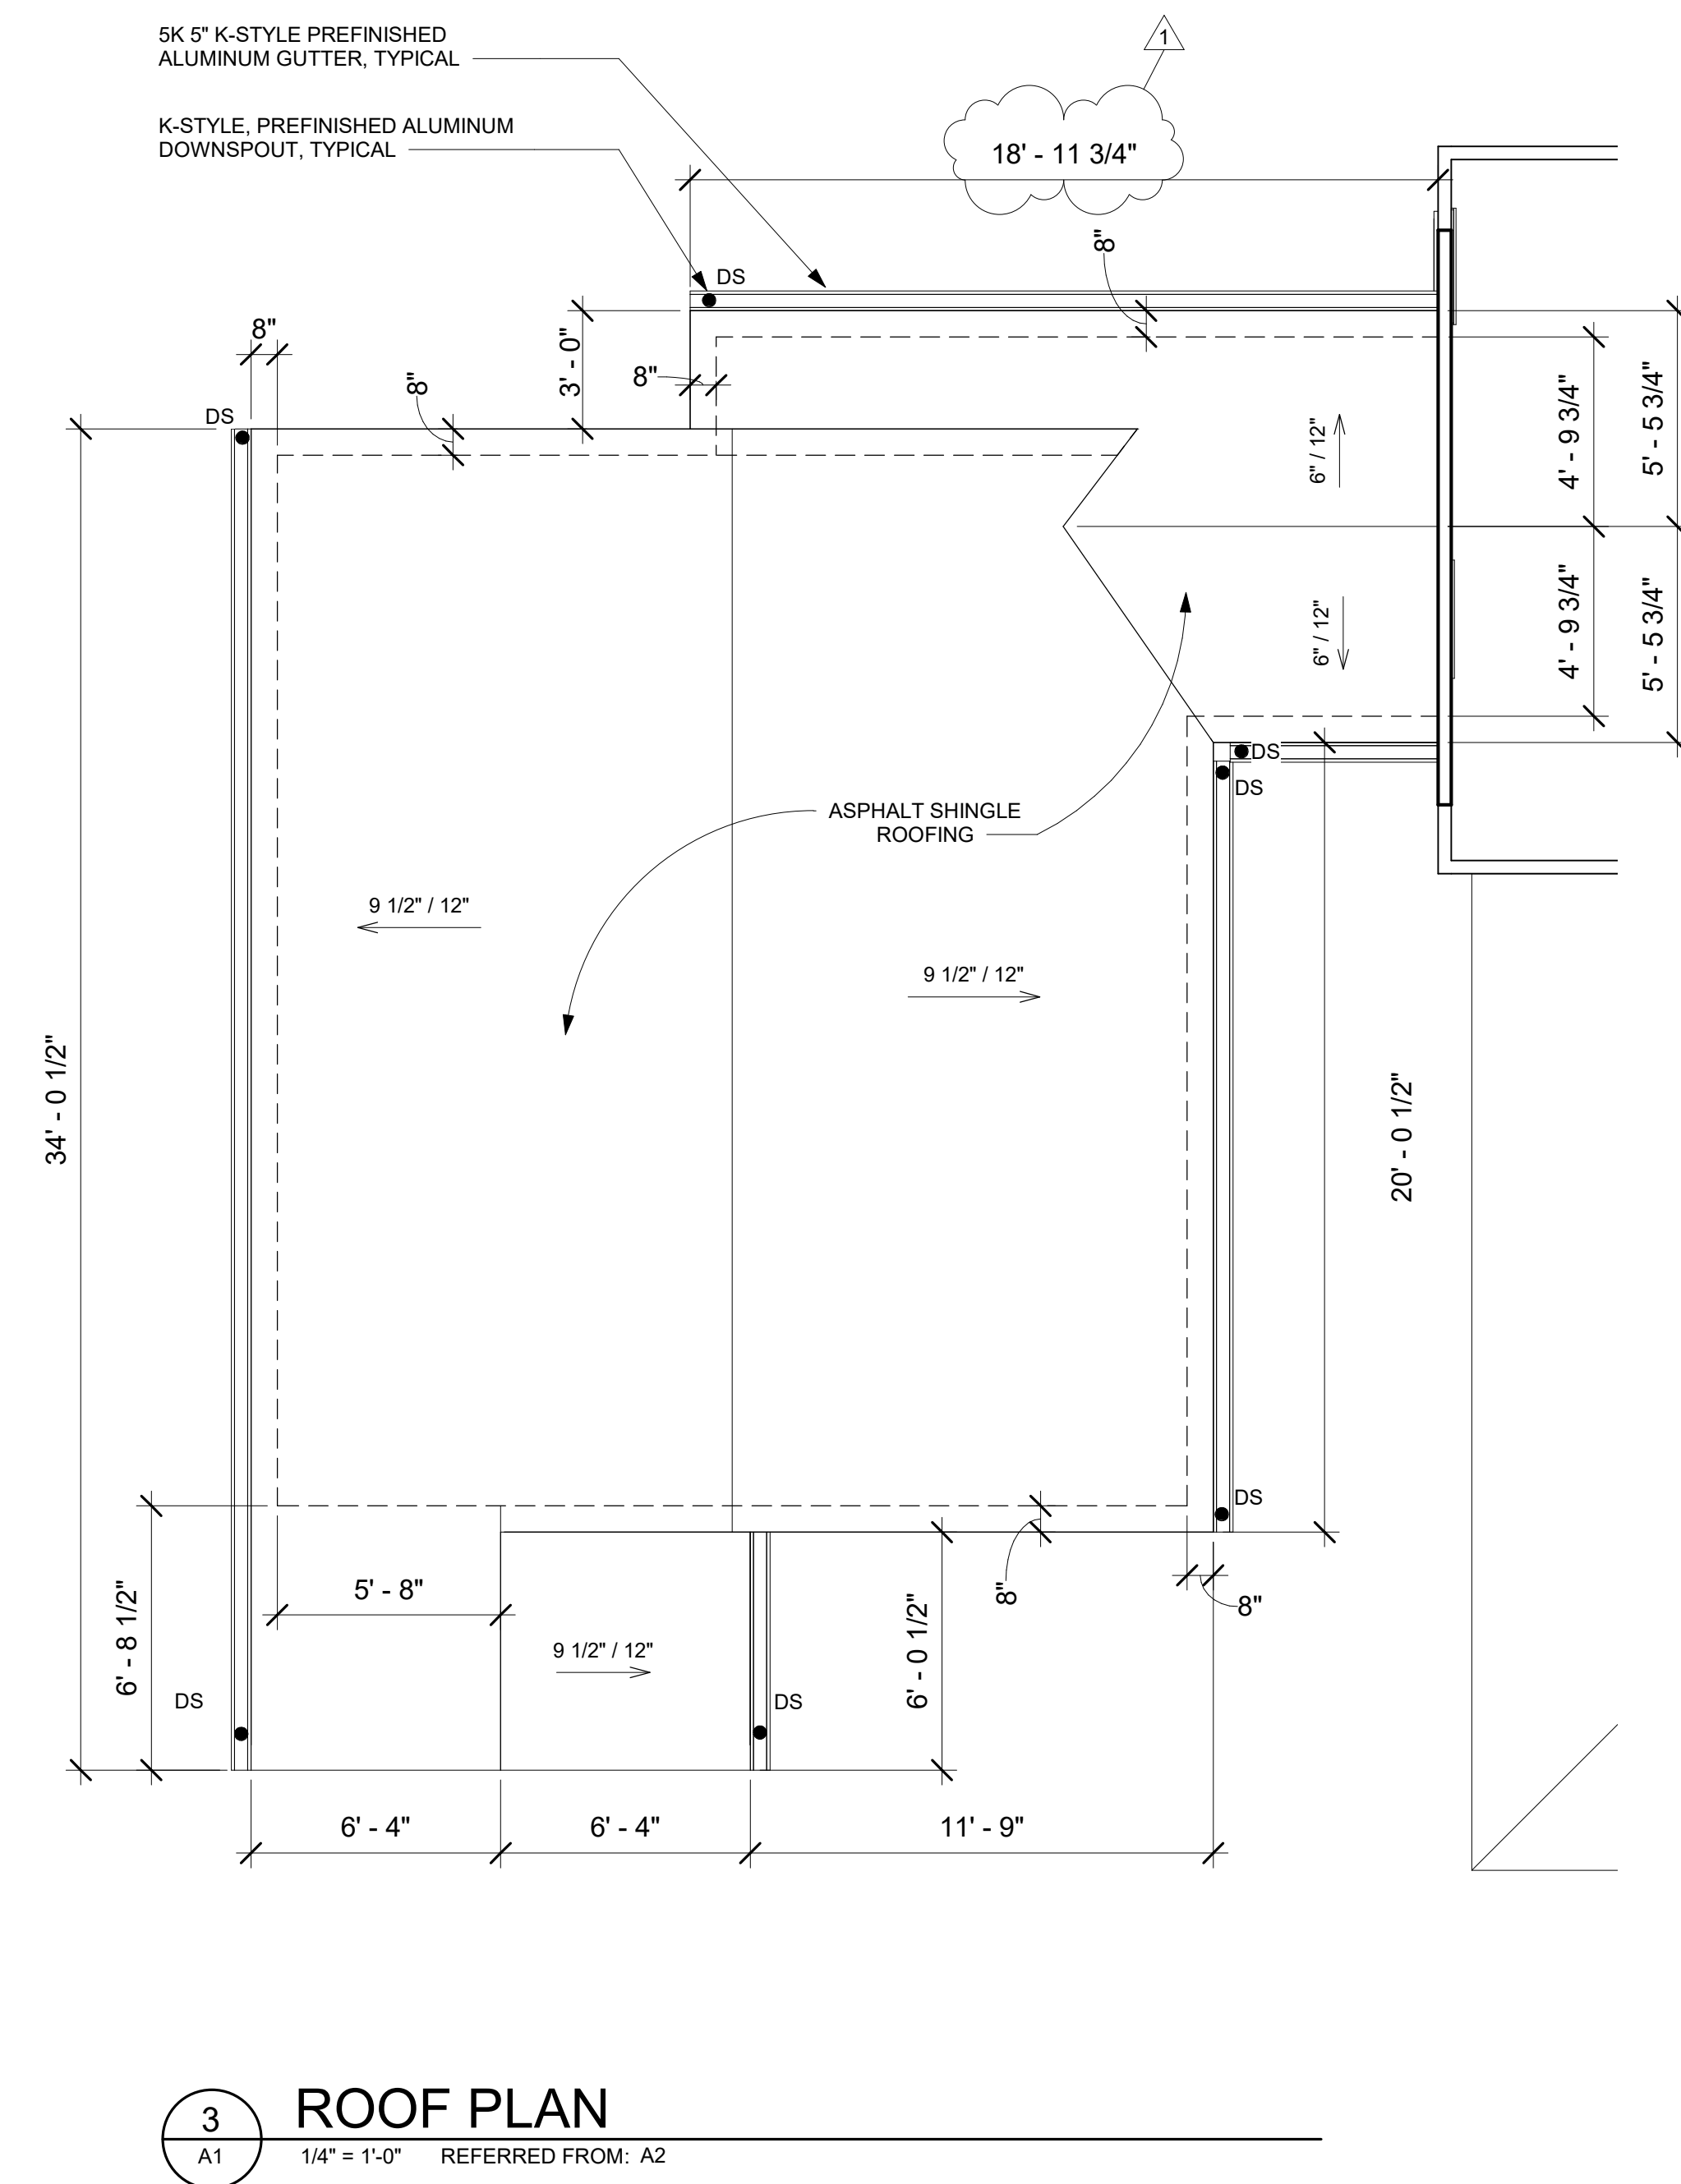 5K 5" K-STYLE PREFINISHED
ALUMINUM GUTTER, TYPICAL
1
K-STYLE, PREFINISHED ALUMINUM
DOWNSPOUT, TYPICAL
18' - 11 3/4"
8"
DS
8"
3' - 0"
8"
8"
DS
6" / 12"
4' - 9 3/4"
5' - 5 3/4"
6" / 12"
4' - 9 3/4"
5' - 5 3/4"
DS
DS
ASPHALT SHINGLE
ROOFING
9 1/2" / 12"
9 1/2" / 12"
34' - 0 1/2"
20' - 0 1/2"
DS
5' - 8"
8"
8"
6' - 8 1/2"
9 1/2" / 12"
6' - 0 1/2"
DS
DS
6' - 4"
6' - 4"
11' - 9"
3
ROOF PLAN
A1
1/4" = 1'-0"
REFERRED FROM: A2